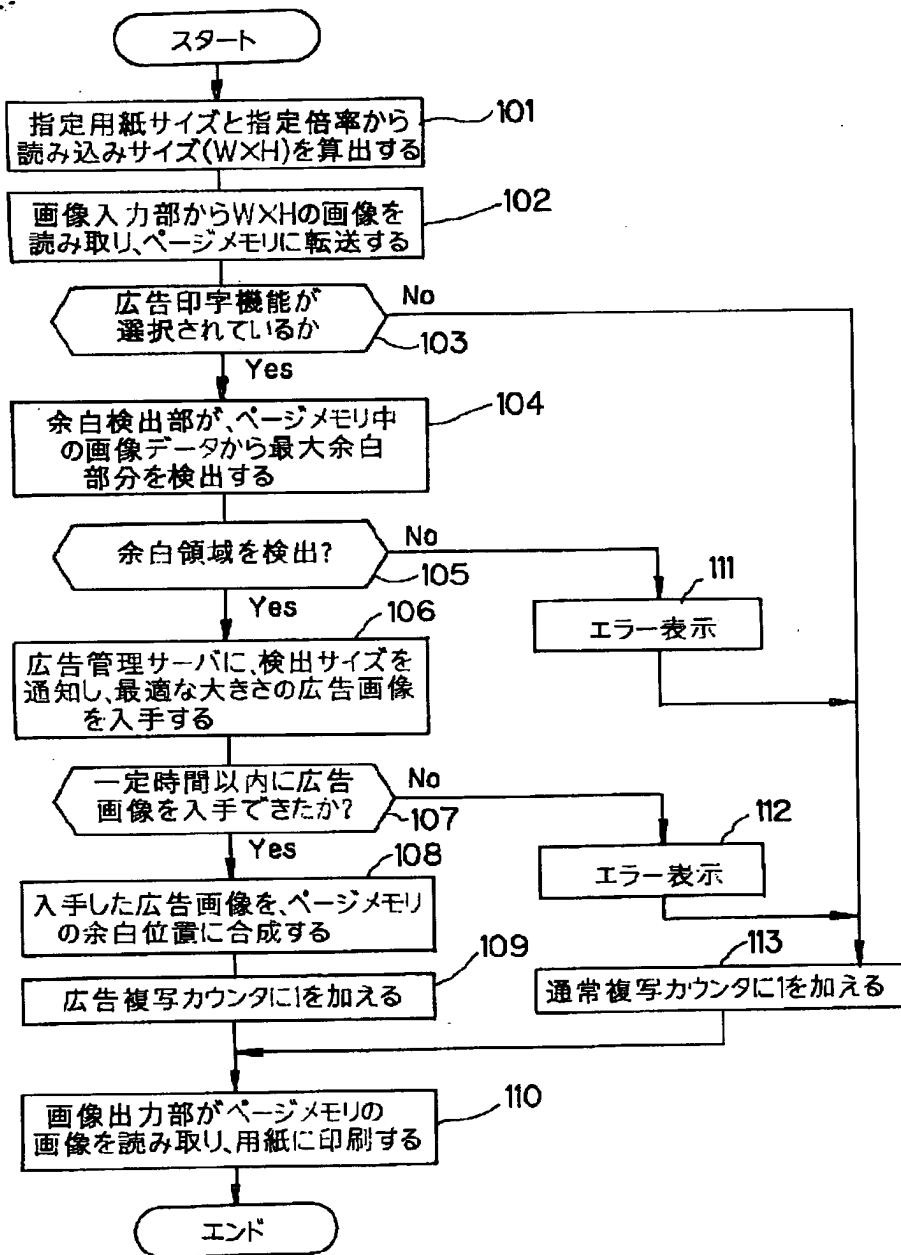 スタート
指定用紙サイズと指定倍率から
読み込みサイズ(W×H)を算出する
101
画像入力部からW×Hの画像を
読み取り、ページメモリに転送する
102
広告印字機能が
選択されているか
No
103
Yes
余白検出部が、ページメモリ中
の画像データから最大余白
部分を検出する
104
余白領域を検出?
No
105
Yes
111
エラー表示
106
広告管理サーバに、検出サイズを
通知し、最適な大きさの広告画像
を入手する
一定時間以内に広告
画像を入手できたか?
No
107
Yes
112
エラー表示
108
入手した広告画像を、ページメモリ
の余白位置に合成する
109
広告複写カウンタに1を加える
113
通常複写カウンタに1を加える
画像出力部がページメモリの
画像を読み取り、用紙に印刷する
110
エンド